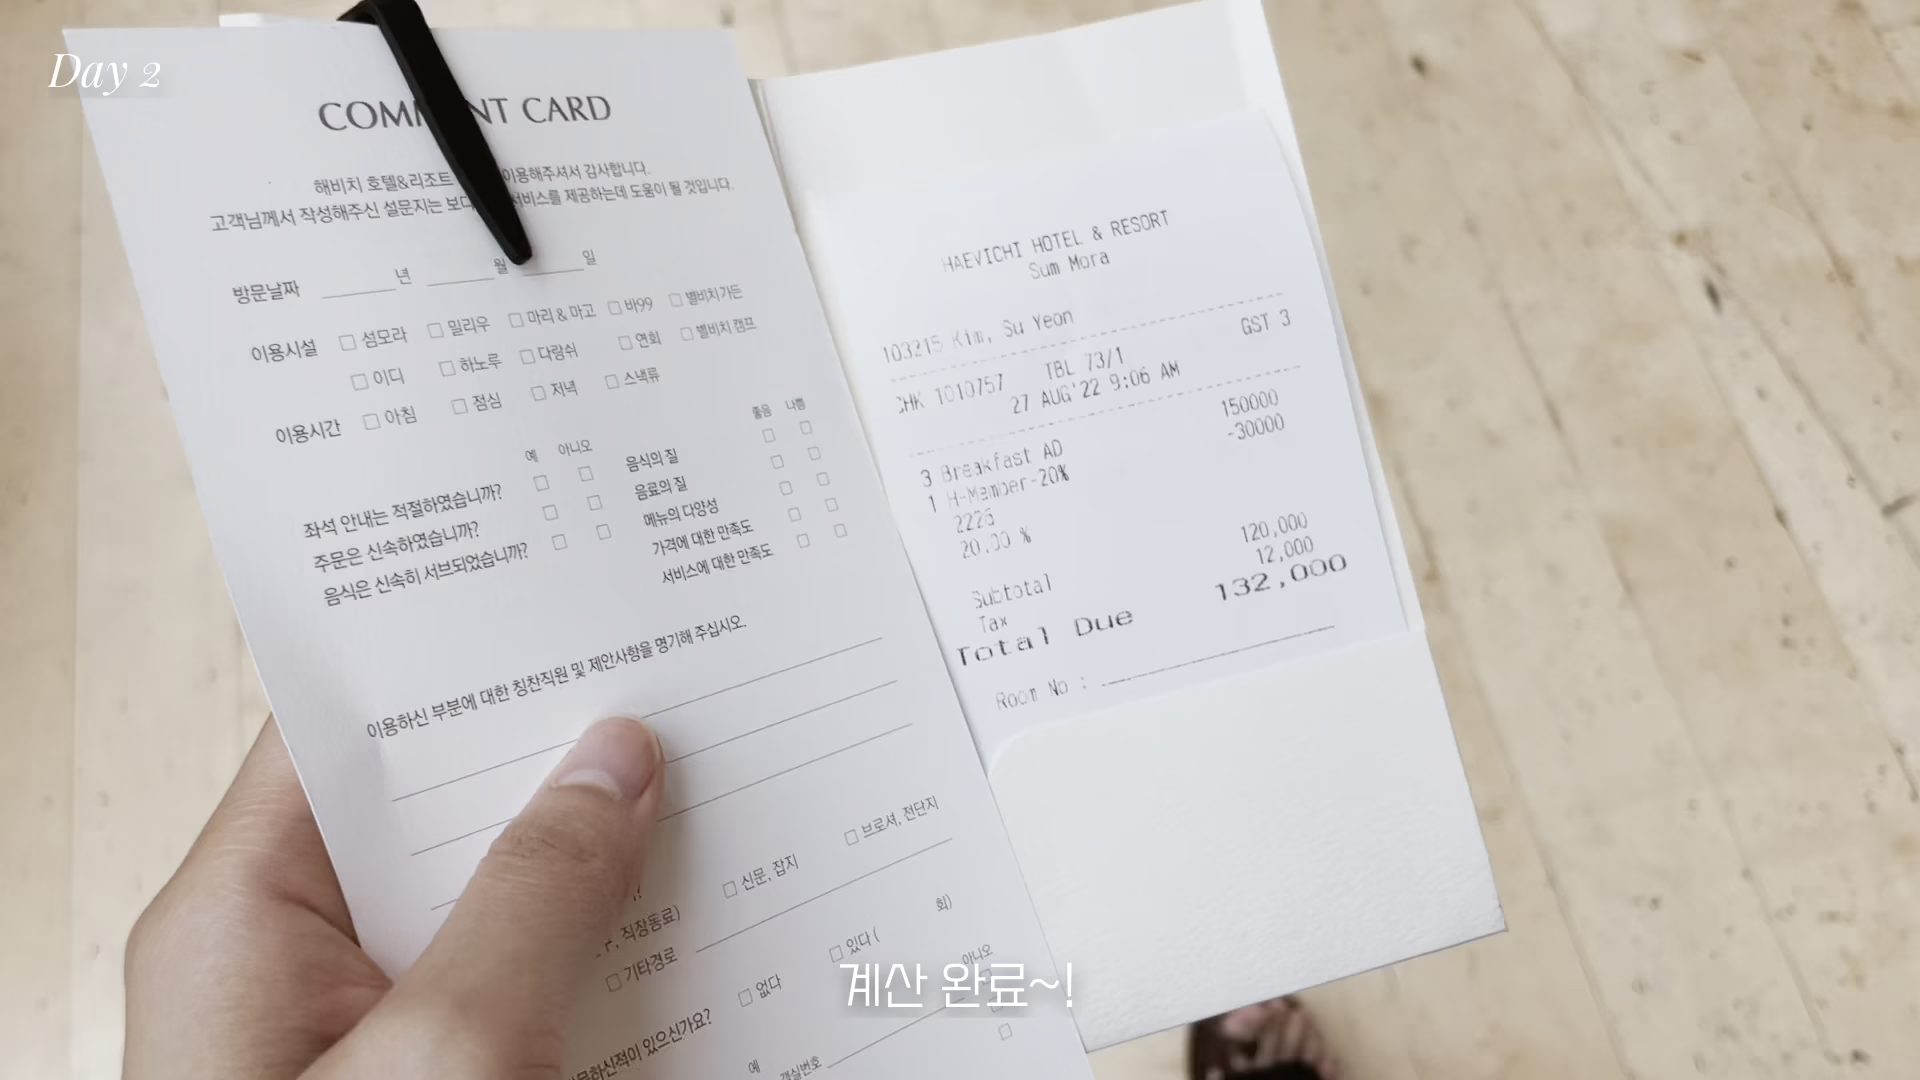 Day 2
COMM NT CARD
해비치 호텔&리조트 이용해주셔서 감사합니다.
고객님께서 작성해주신 설문지는 보다 서비스를 제공하는데 도움이 될 것입니다.
방문날짜 년 월 일
이용시설 □ 섬모라 □ 밀리우 □ 마리 & 마고 □ 바99 □ 별비치가든
□ 이디 □ 하노루 □ 다랑쉬 □ 연회 □ 별비치 캠프
이용시간 □ 아침 □ 점심 □ 저녁 □ 스낵류
예 아니오
좌석 안내는 적절하였습니까? □ □
주문은 신속하였습니까? □ □
음식은 신속히 서브되었습니까? □ □
좋음 나쁨
음식의 질 □ □
음료의 질 □ □
메뉴의 다양성 □ □
가격에 대한 만족도 □ □
서비스에 대한 만족도 □ □
이용하신 부분에 대한 칭찬직원 및 제안사항을 명기해 주십시오.
□ 신문, 잡지 □ 브로셔, 전단지
직장동료)
□ 기타경로
있으신가요? □ 없다 □ 있다 ( 회)
예 아니오
객실번호
HAEVICHI HOTEL & RESORT
Sum Mora
103215 Kim, Su Yeon
CHK 1010757 TBL 73/1 GST 3
27 AUG'22 9:06 AM
3 Breakfast AD 150000
1 H-Member-20% -30000
2225
20.00 %
Subtotal 120,000
Tax 12,000
Total Due 132,000
Room No :
계산 완료~!